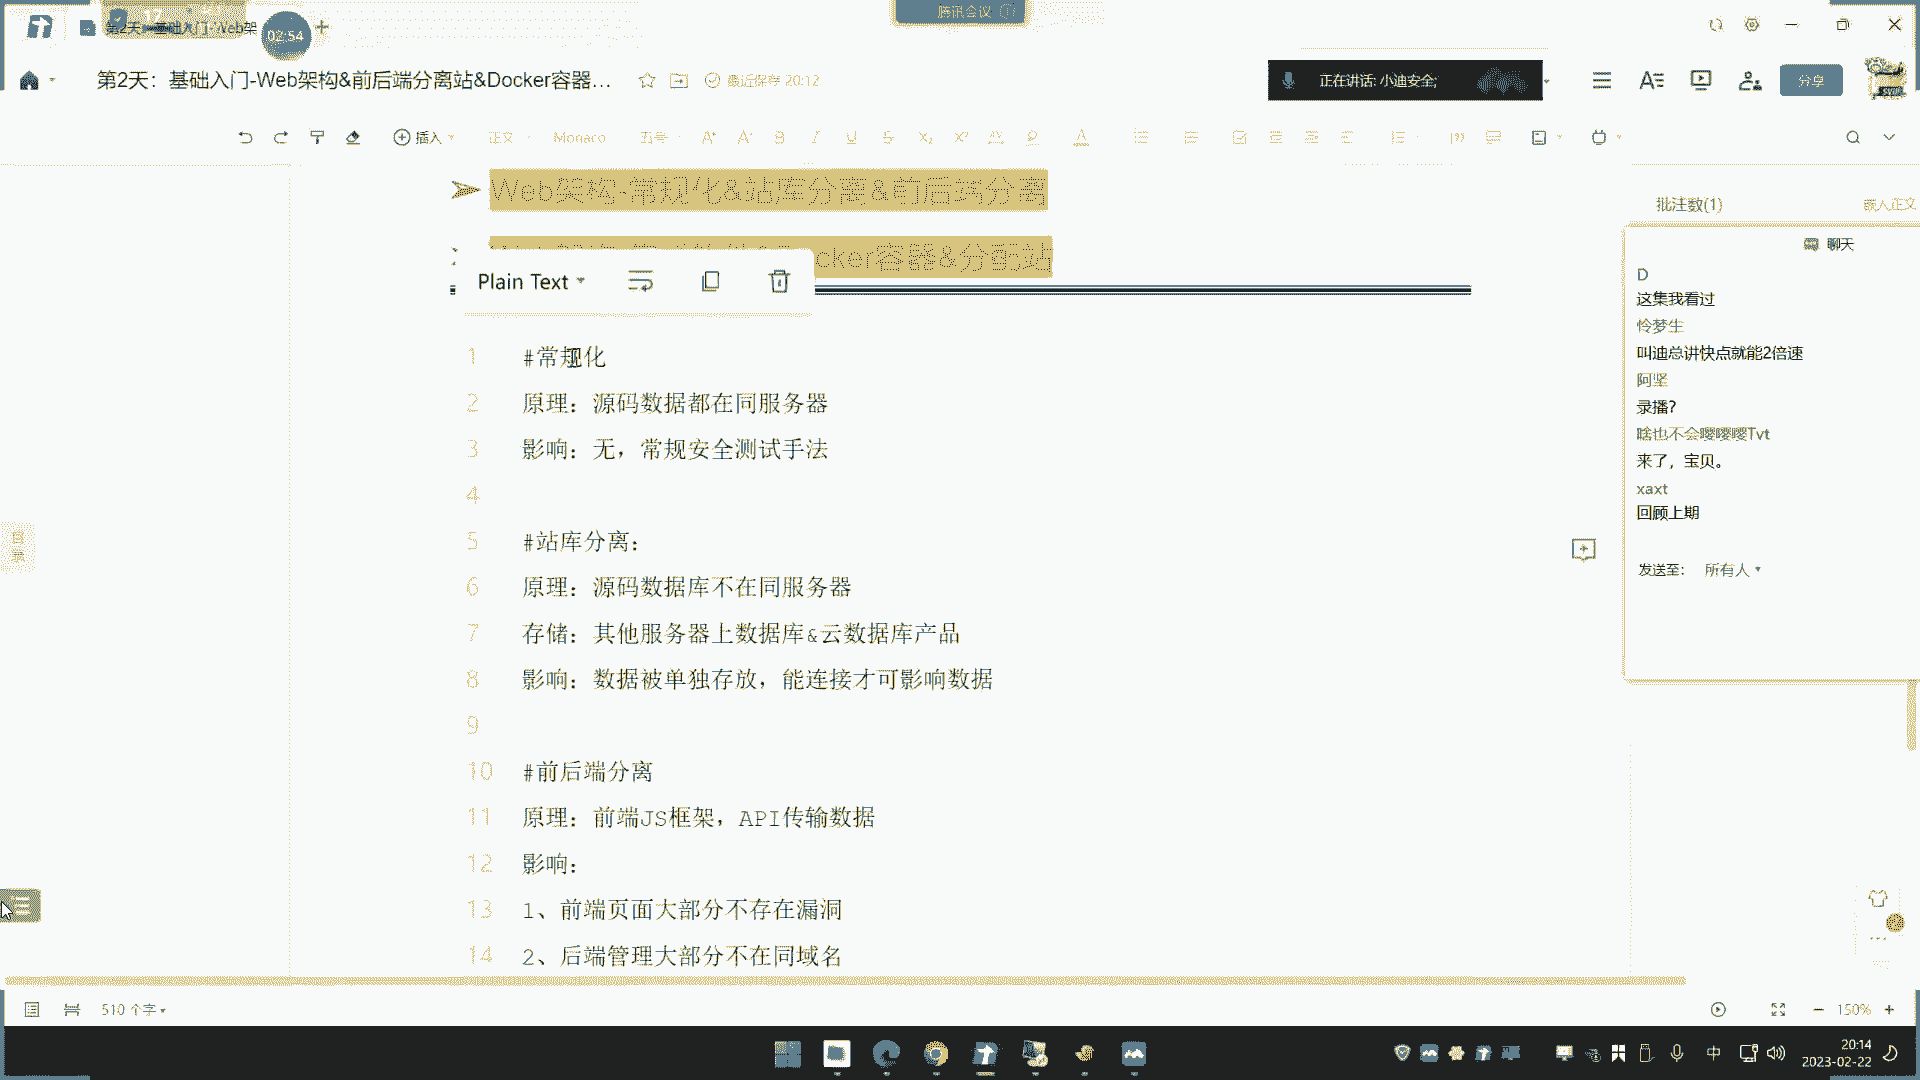 腾讯会议
第2天—基础入门-Web架
02:54
第2天：基础入门-Web架构&前后端分离站&Docker容器...
最近保存 20:12
正在讲话: 小迪安全;
分享
插入
正文
Monaco
五号
Web架构-常规化&站库分离&前后端分离
cker容器&分配站
Plain Text
1 #常规化
2 原理：源码数据都在同服务器
3 影响：无，常规安全测试手法
4
5 #站库分离：
6 原理：源码数据库不在同服务器
7 存储：其他服务器上数据库&云数据库产品
8 影响：数据被单独存放，能连接才可影响数据
9
10 #前后端分离
11 原理：前端JS框架，API传输数据
12 影响：
13 1、前端页面大部分不存在漏洞
14 2、后端管理大部分不在同域名
目录
批注数(1)
嵌入正文
聊天
D
这集我看过
怜梦生
叫迪总讲快点就能2倍速
阿坚
录播?
啥也不会嘤嘤嘤Tvt
来了，宝贝。
xaxt
回顾上期
发送至: 所有人
510 个字
150%
中
20:14
2023-02-22